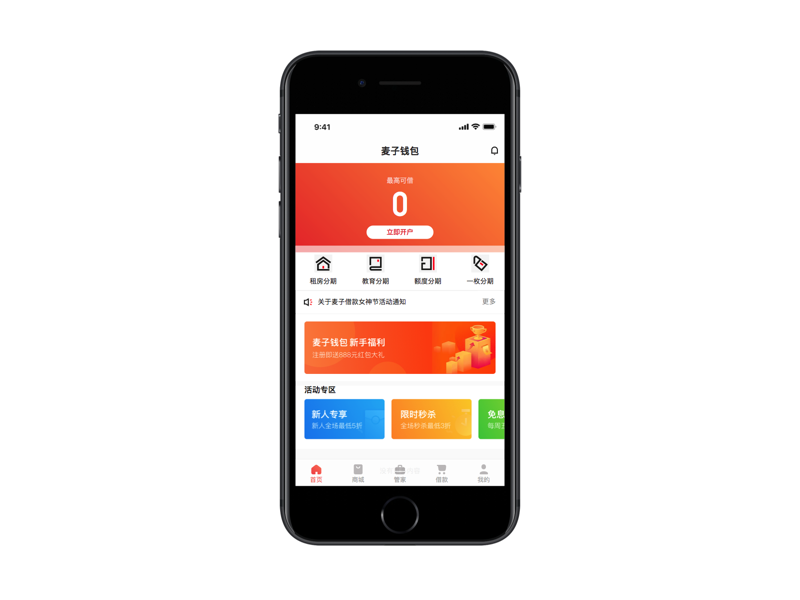 9:41
麦子钱包
最高可借
0
立即开户
租房分期 教育分期 额度分期 一枚分期
关于麦子借款女神节活动通知 更多
麦子钱包 新手福利
注册即送888元红包大礼
活动专区
新人专享 限时秒杀 免息
新人全场最低5折 全场秒杀最低3折 每周五
首页 商城 管家 借款 我的